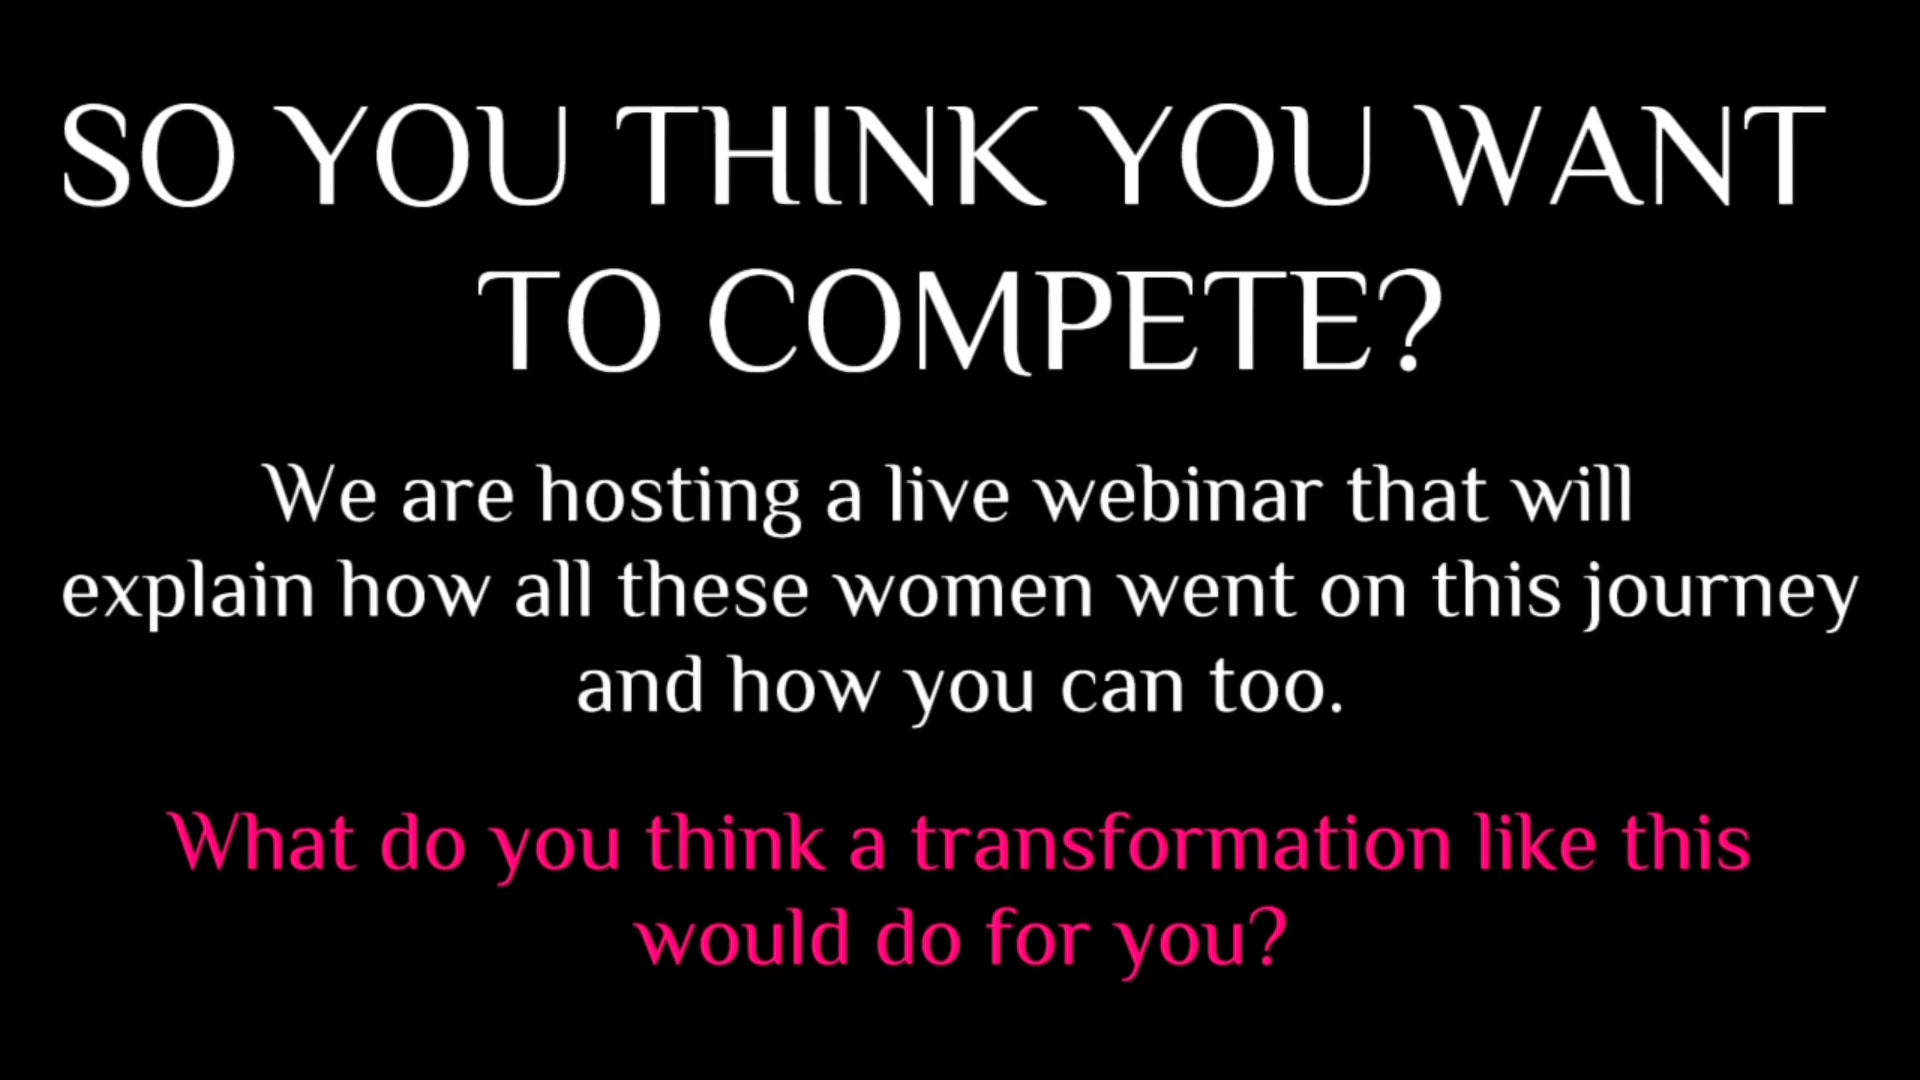 SO YOU THINK YOU WANT
TO COMPETE?
We are hosting a live webinar that will
explain how all these women went on this journey
and how you can too.
What do you think a transformation like this
would do for you?